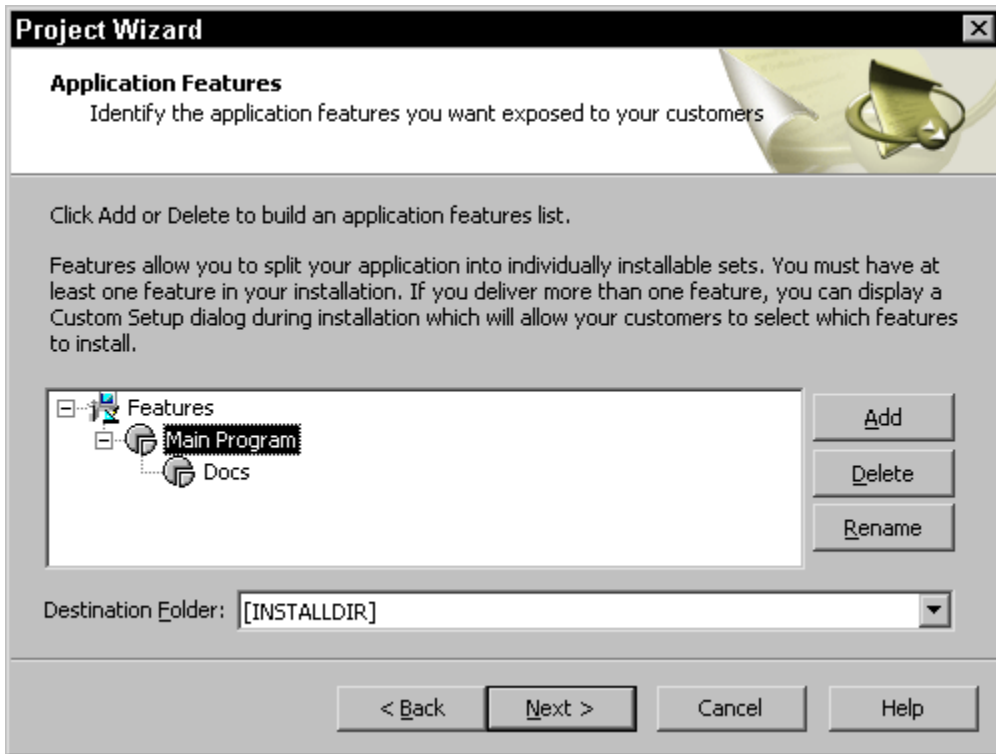 Project Wizard
Application Features
Identify the application features you want exposed to your customers
Click Add or Delete to build an application features list.
Features allow you to split your application into individually installable sets. You must have at
least one feature in your installation. If you deliver more than one feature, you can display a
Custom Setup dialog during installation which will allow your customers to select which features
to install.
Features
Main Program
Docs
Add
Delete
Rename
Destination Folder: [INSTALLDIR]
< Back Next > Cancel Help